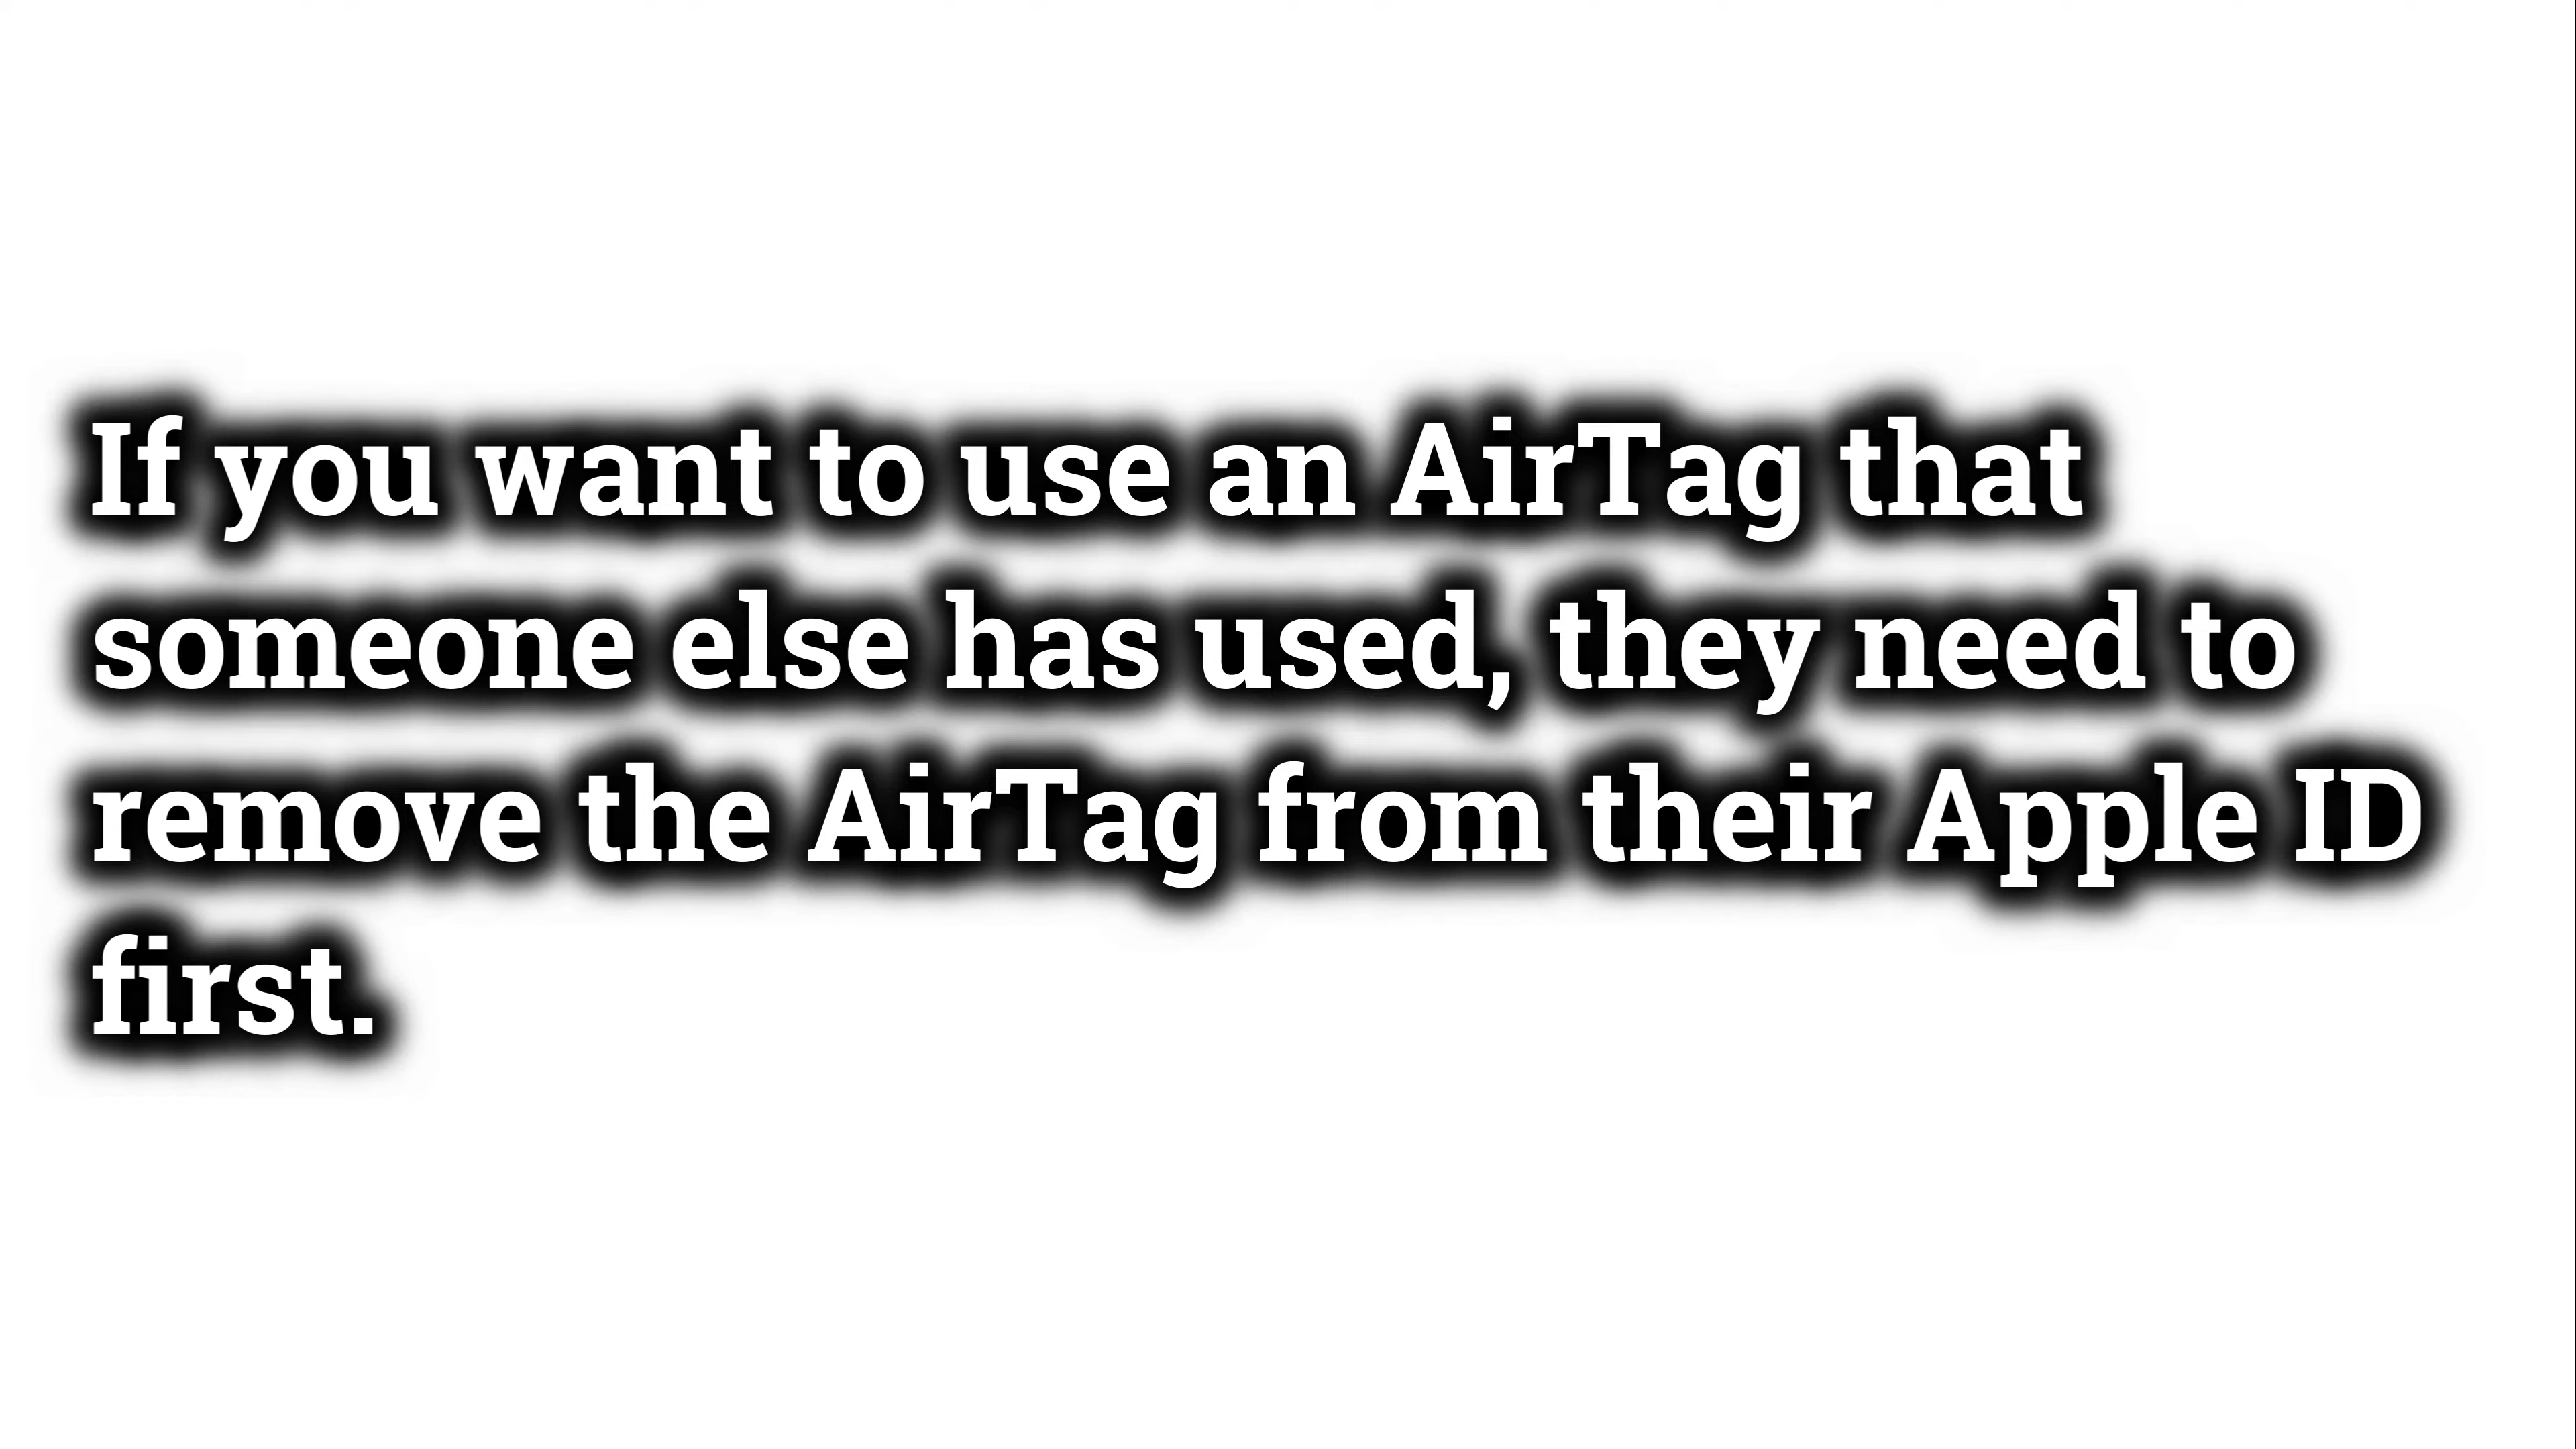 If you want to use an AirTag that
someone else has used, they need to
remove the AirTag from their Apple ID
first.